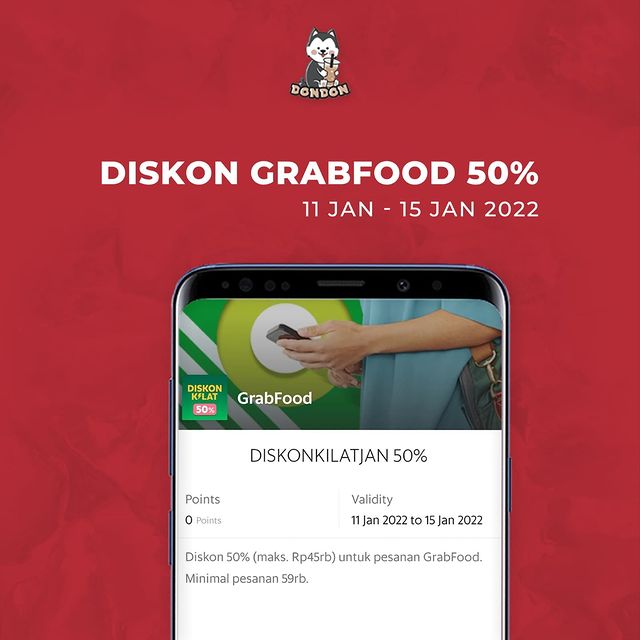 DONDON
DISKON GRABFOOD 50%
11 JAN - 15 JAN 2022
DISKON
KILAT
50%
GrabFood
DISKONKILATJAN 50%
Points
Validity
0 Points
11 Jan 2022 to 15 Jan 2022
Diskon 50% (maks. Rp45rb) untuk pesanan GrabFood.
Minimal pesanan 59rb.